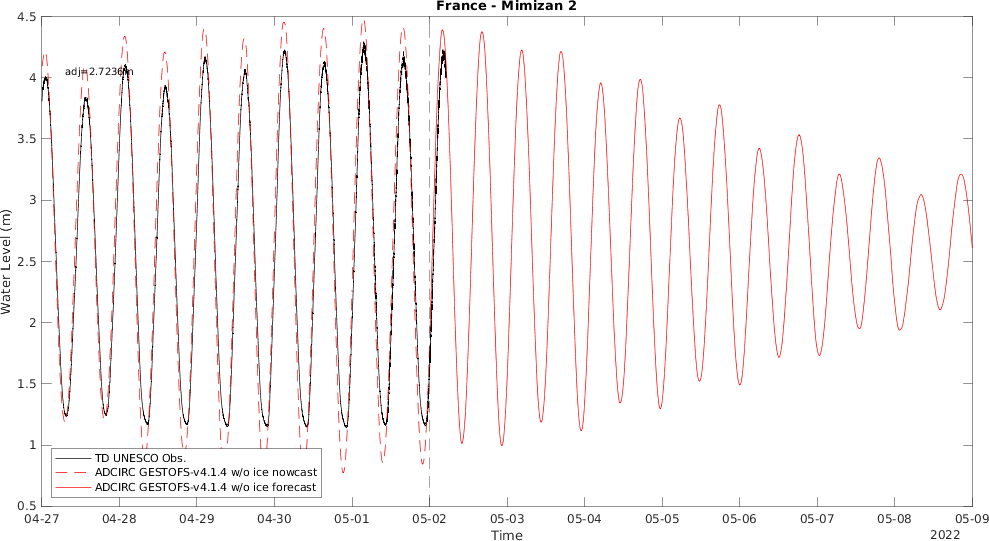 France - Mimizan 2
4.5
4
3.5
3
2.5
2
1.5
1
0.5
Water Level (m)
adj=2.7236m
TD UNESCO Obs.
ADCIRC GESTOFS-v4.1.4 w/o ice nowcast
ADCIRC GESTOFS-v4.1.4 w/o ice forecast
04-27 04-28 04-29 04-30 05-01 05-02 05-03 05-04 05-05 05-06 05-07 05-08 05-09
Time
2022